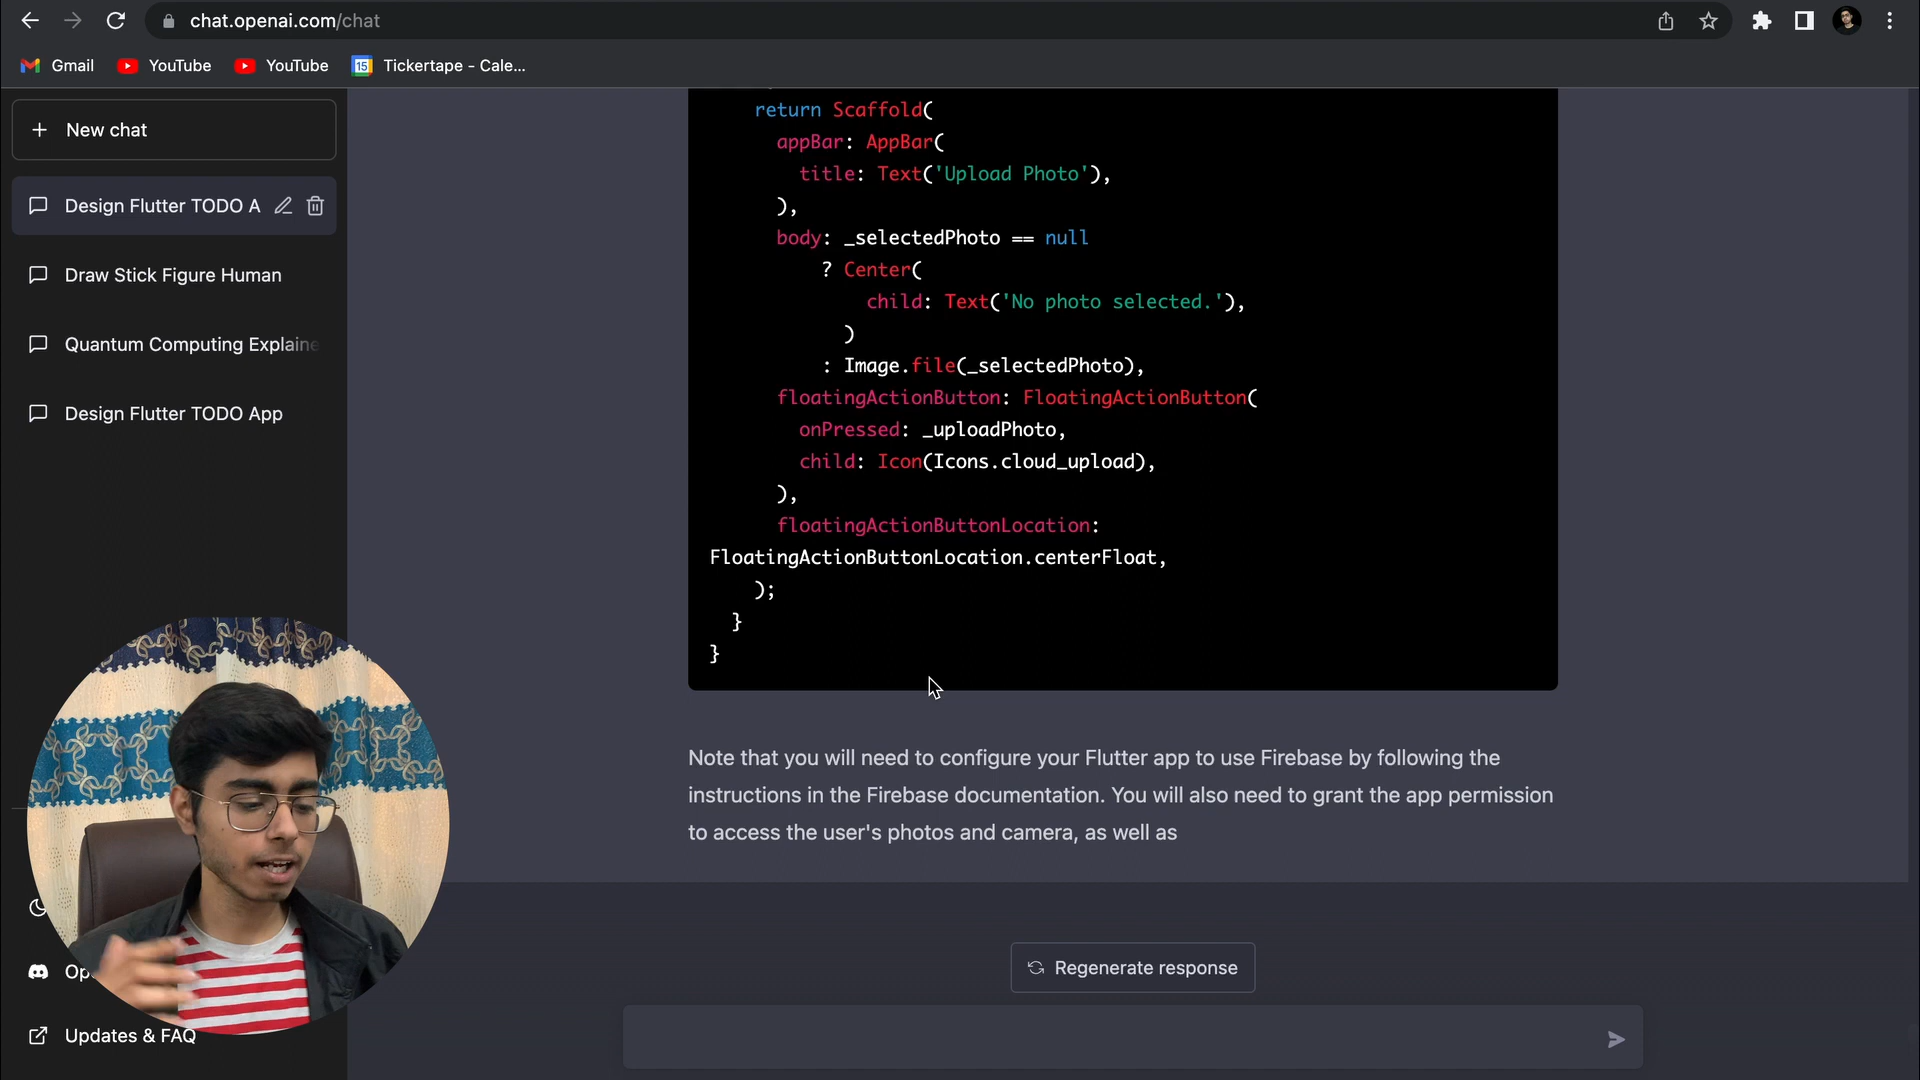 chat.openai.com/chat
Gmail
YouTube
YouTube
15
Tickertape - Cale...
+ New chat
Design Flutter TODO A
Draw Stick Figure Human
Quantum Computing Explaine
Design Flutter TODO App
Updates & FAQ
return Scaffold(
appBar: AppBar(
title: Text('Upload Photo'),
),
body: _selectedPhoto == null
? Center(
child: Text('No photo selected.'),
)
: Image.file(_selectedPhoto),
floatingActionButton: FloatingActionButton(
onPressed: _uploadPhoto,
child: Icon(Icons.cloud_upload),
),
floatingActionButtonLocation:
FloatingActionButtonLocation.centerFloat,
);
}
}
Note that you will need to configure your Flutter app to use Firebase by following the
instructions in the Firebase documentation. You will also need to grant the app permission
to access the user's photos and camera, as well as
Regenerate response